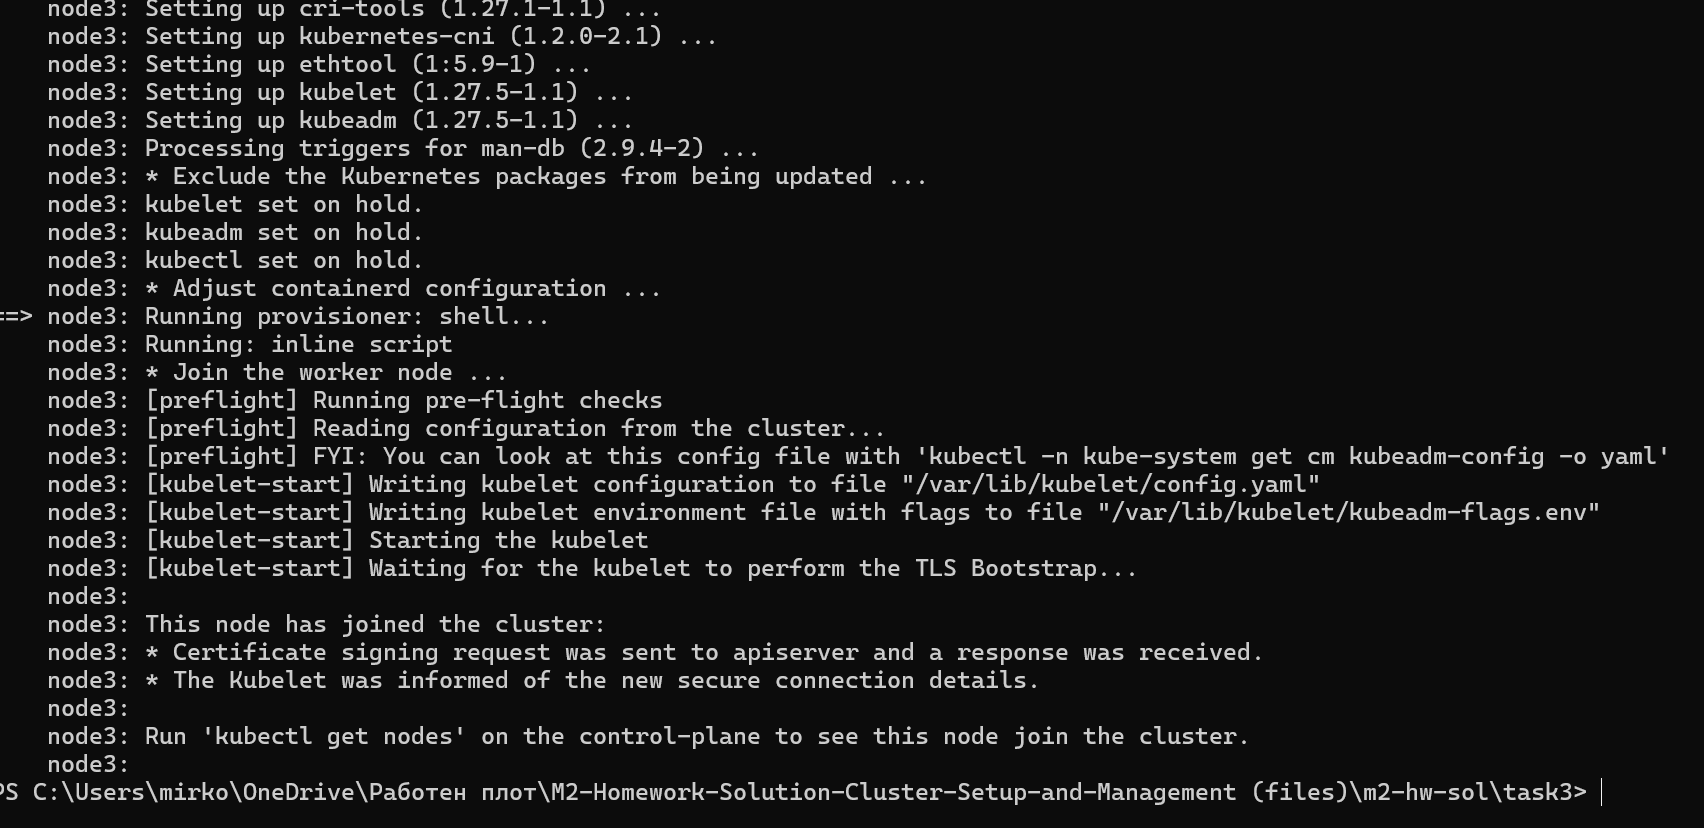 node3: Setting up cri-tools (1.27.1-1.1) ...
node3: Setting up kubernetes-cni (1.2.0-2.1) ...
node3: Setting up ethtool (1:5.9-1) ...
node3: Setting up kubelet (1.27.5-1.1) ...
node3: Setting up kubeadm (1.27.5-1.1) ...
node3: Processing triggers for man-db (2.9.4-2) ...
node3: * Exclude the Kubernetes packages from being updated ...
node3: kubelet set on hold.
node3: kubeadm set on hold.
node3: kubectl set on hold.
node3: * Adjust containerd configuration ...
==> node3: Running provisioner: shell...
node3: Running: inline script
node3: * Join the worker node ...
node3: [preflight] Running pre-flight checks
node3: [preflight] Reading configuration from the cluster...
node3: [preflight] FYI: You can look at this config file with 'kubectl -n kube-system get cm kubeadm-config -o yaml'
node3: [kubelet-start] Writing kubelet configuration to file "/var/lib/kubelet/config.yaml"
node3: [kubelet-start] Writing kubelet environment file with flags to file "/var/lib/kubelet/kubeadm-flags.env"
node3: [kubelet-start] Starting the kubelet
node3: [kubelet-start] Waiting for the kubelet to perform the TLS Bootstrap...
node3:
node3: This node has joined the cluster:
node3: * Certificate signing request was sent to apiserver and a response was received.
node3: * The Kubelet was informed of the new secure connection details.
node3:
node3: Run 'kubectl get nodes' on the control-plane to see this node join the cluster.
node3:
PS C:\Users\mirko\OneDrive\Работен плот\M2-Homework-Solution-Cluster-Setup-and-Management (files)\m2-hw-sol\task3>